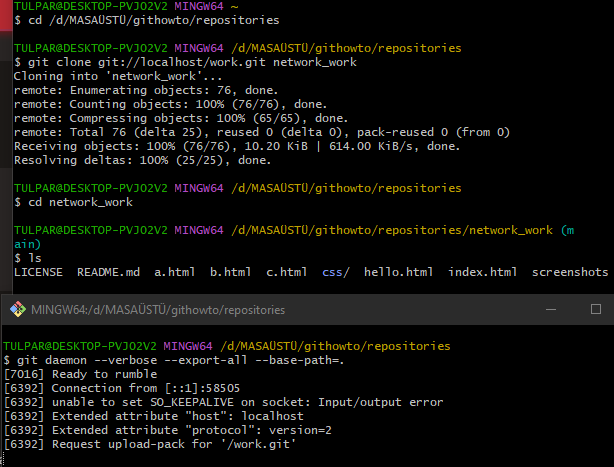 TULPAR@DESKTOP-PVJO2V2 MINGW64 ~
$ cd /d/MASAÜSTÜ/githowto/repositories
TULPAR@DESKTOP-PVJO2V2 MINGW64 /d/MASAÜSTÜ/githowto/repositories
$ git clone git://localhost/work.git network_work
Cloning into 'network_work'...
remote: Enumerating objects: 76, done.
remote: Counting objects: 100% (76/76), done.
remote: Compressing objects: 100% (65/65), done.
remote: Total 76 (delta 25), reused 0 (delta 0), pack-reused 0 (from 0)
Receiving objects: 100% (76/76), 10.20 KiB | 614.00 KiB/s, done.
Resolving deltas: 100% (25/25), done.
TULPAR@DESKTOP-PVJO2V2 MINGW64 /d/MASAÜSTÜ/githowto/repositories
$ cd network_work
TULPAR@DESKTOP-PVJO2V2 MINGW64 /d/MASAÜSTÜ/githowto/repositories/network_work (m
ain)
$ ls
LICENSE  README.md  a.html  b.html  c.html  css/  hello.html  index.html  screenshots
MINGW64:/d/MASAÜSTÜ/githowto/repositories
TULPAR@DESKTOP-PVJO2V2 MINGW64 /d/MASAÜSTÜ/githowto/repositories
$ git daemon --verbose --export-all --base-path=.
[7016] Ready to rumble
[6392] Connection from [::1]:58505
[6392] unable to set SO_KEEPALIVE on socket: Input/output error
[6392] Extended attribute "host": localhost
[6392] Extended attribute "protocol": version=2
[6392] Request upload-pack for '/work.git'